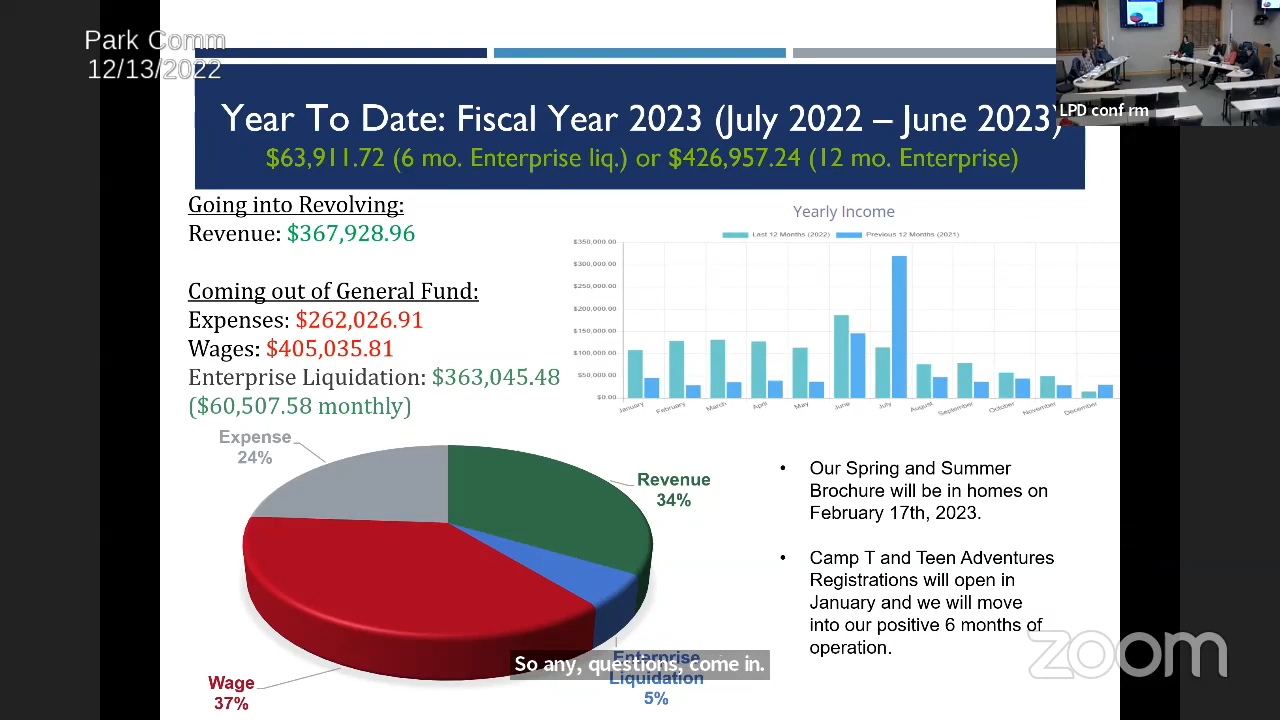 Park Comm
12/13/2022
LPD conf rm
Year To Date: Fiscal Year 2023 (July 2022 – June 2023)
$63,911.72 (6 mo. Enterprise liq.) or $426,957.24 (12 mo. Enterprise)
Going into Revolving:
Revenue: $367,928.96
Coming out of General Fund:
Expenses: $262,026.91
Wages: $405,035.81
Enterprise Liquidation: $363,045.48
($60,507.58 monthly)
Yearly Income
Last 12 Months (2022) Previous 12 Months (2021)
$350,000.00
$300,000.00
$250,000.00
$200,000.00
$150,000.00
$100,000.00
$50,000.00
$0.00
January February March April May June July August September October November December
Expense
24%
Revenue
34%
Enterprise
Liquidation
5%
Wage
37%
• Our Spring and Summer
Brochure will be in homes on
February 17th, 2023.
• Camp T and Teen Adventures
Registrations will open in
January and we will move
into our positive 6 months of
operation.
So any, questions, come in.
zoom